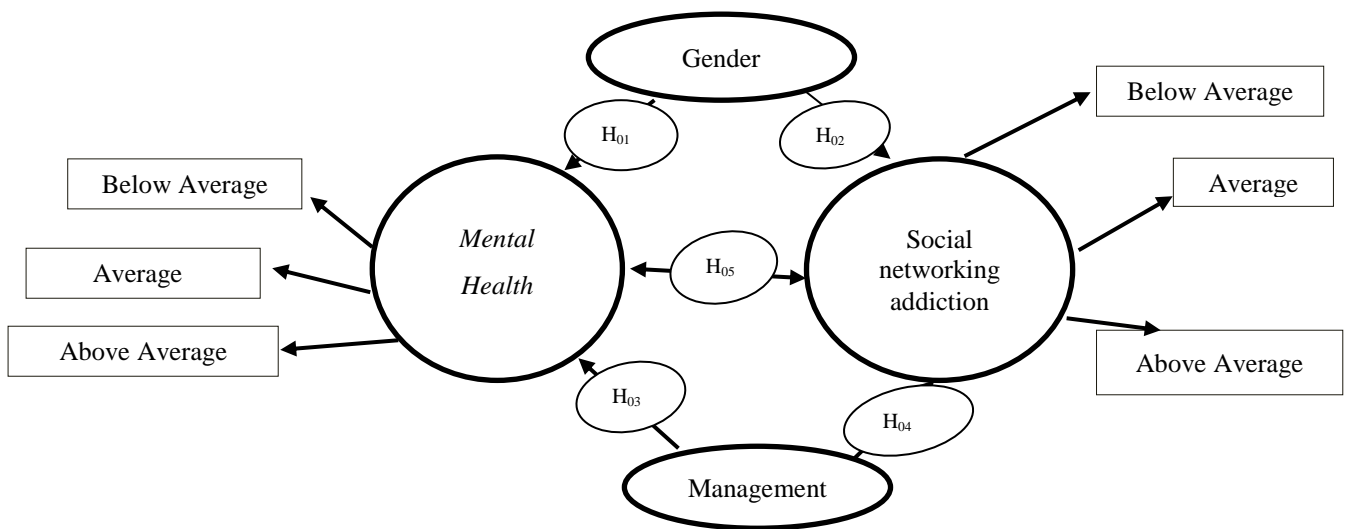 Gender
Below Average
H01
H02
Below Average
Average
Mental
Health
Social
networking
addiction
H05
Average
Above Average
Above Average
H03
H04
Management